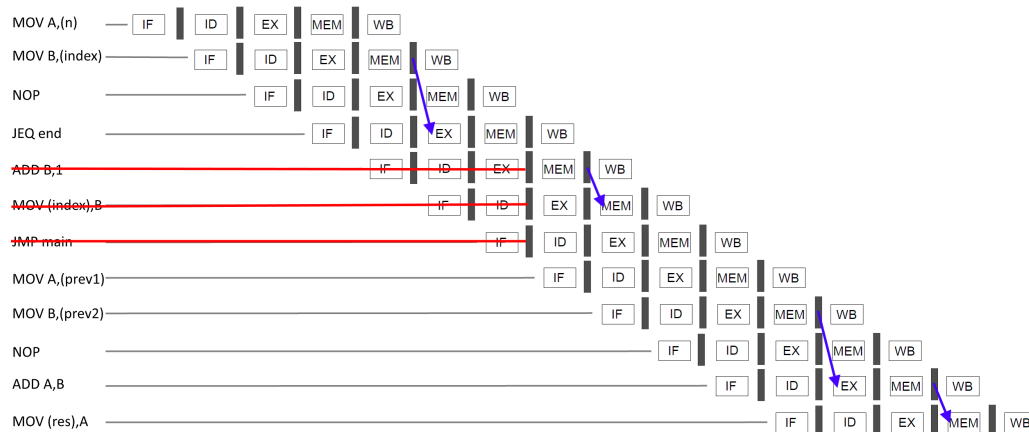 MOV A,(n) IF ID EX MEM WB
MOV B,(index) IF ID EX MEM WB
NOP IF ID EX MEM WB
JEQ end IF ID EX MEM WB
ADD B,1 IF ID EX MEM WB
MOV (index),B IF ID EX MEM WB
JMP main IF ID EX MEM WB
MOV A,(prev1) IF ID EX MEM WB
MOV B,(prev2) IF ID EX MEM WB
NOP IF ID EX MEM WB
ADD A,B IF ID EX MEM WB
MOV (res),A IF ID EX MEM WB